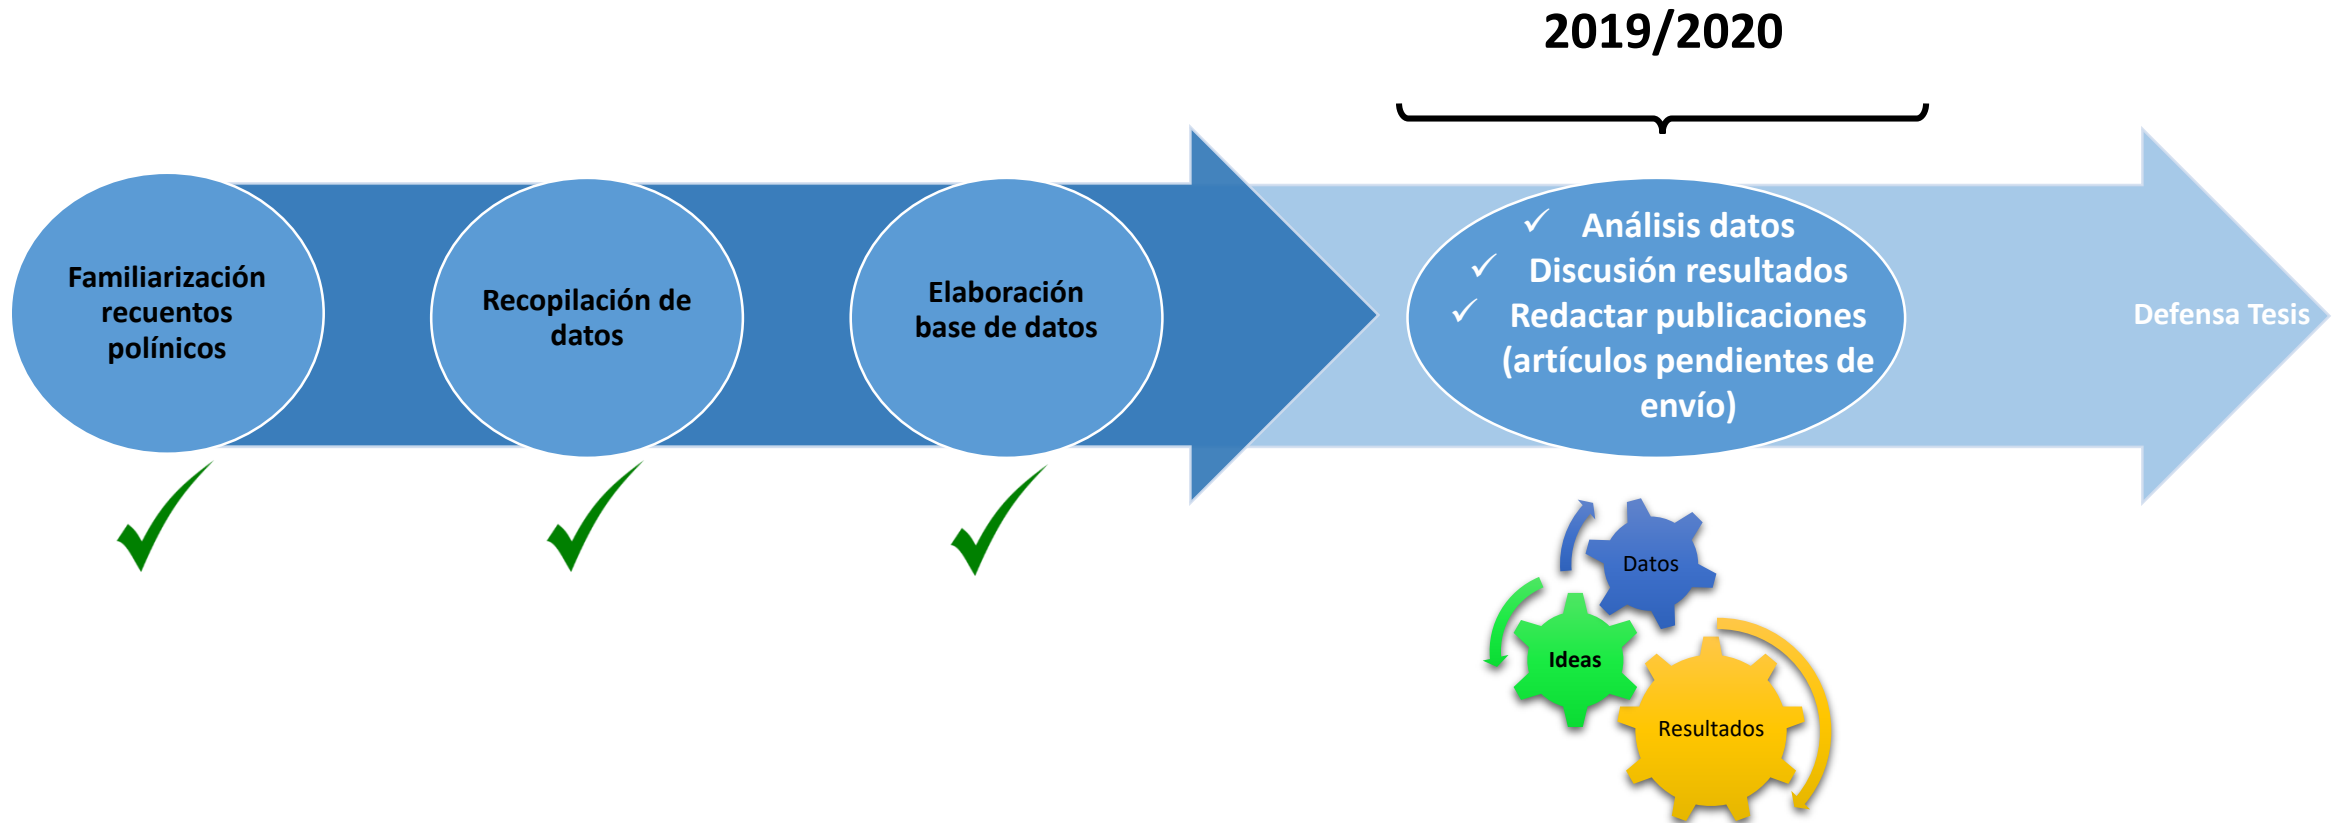 2019/2020
Familiarización
recuentos
polínicos
Recopilación de
datos
Elaboración
base de datos
✓ Análisis datos
✓ Discusión resultados
✓ Redactar publicaciones
(artículos pendientes de
envío)
Defensa Tesis
Datos
Ideas
Resultados